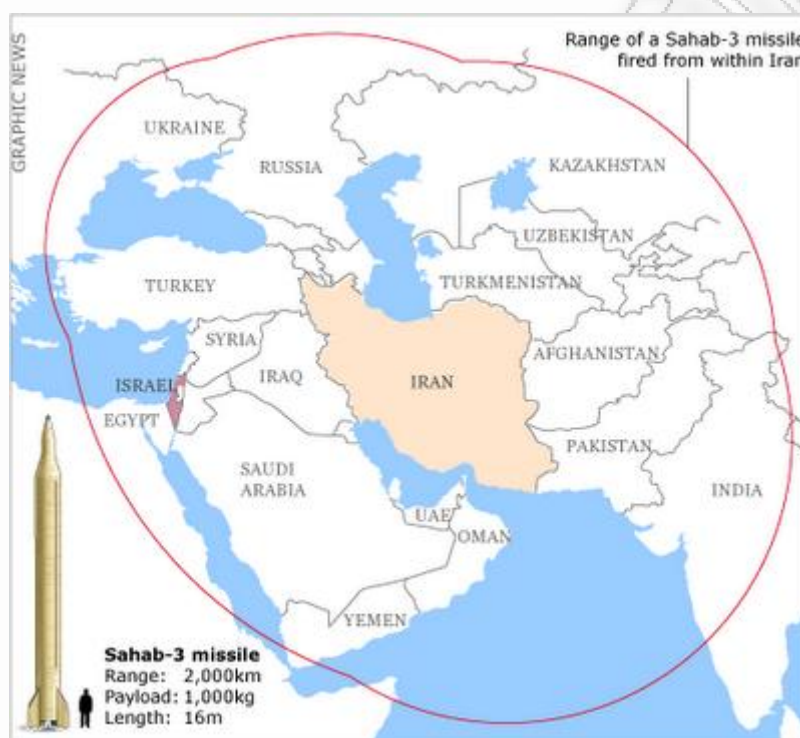 GRAPHIC NEWS
Range of a Sahab-3 missile
fired from within Iran
UKRAINE
RUSSIA
KAZAKHSTAN
UZBEKISTAN
TURKEY
TURKMENISTAN
SYRIA
AFGHANISTAN
ISRAEL
IRAQ
IRAN
EGYPT
PAKISTAN
SAUDI
ARABIA
INDIA
UAE
OMAN
YEMEN
Sahab-3 missile
Range: 2,000km
Payload: 1,000kg
Length: 16m